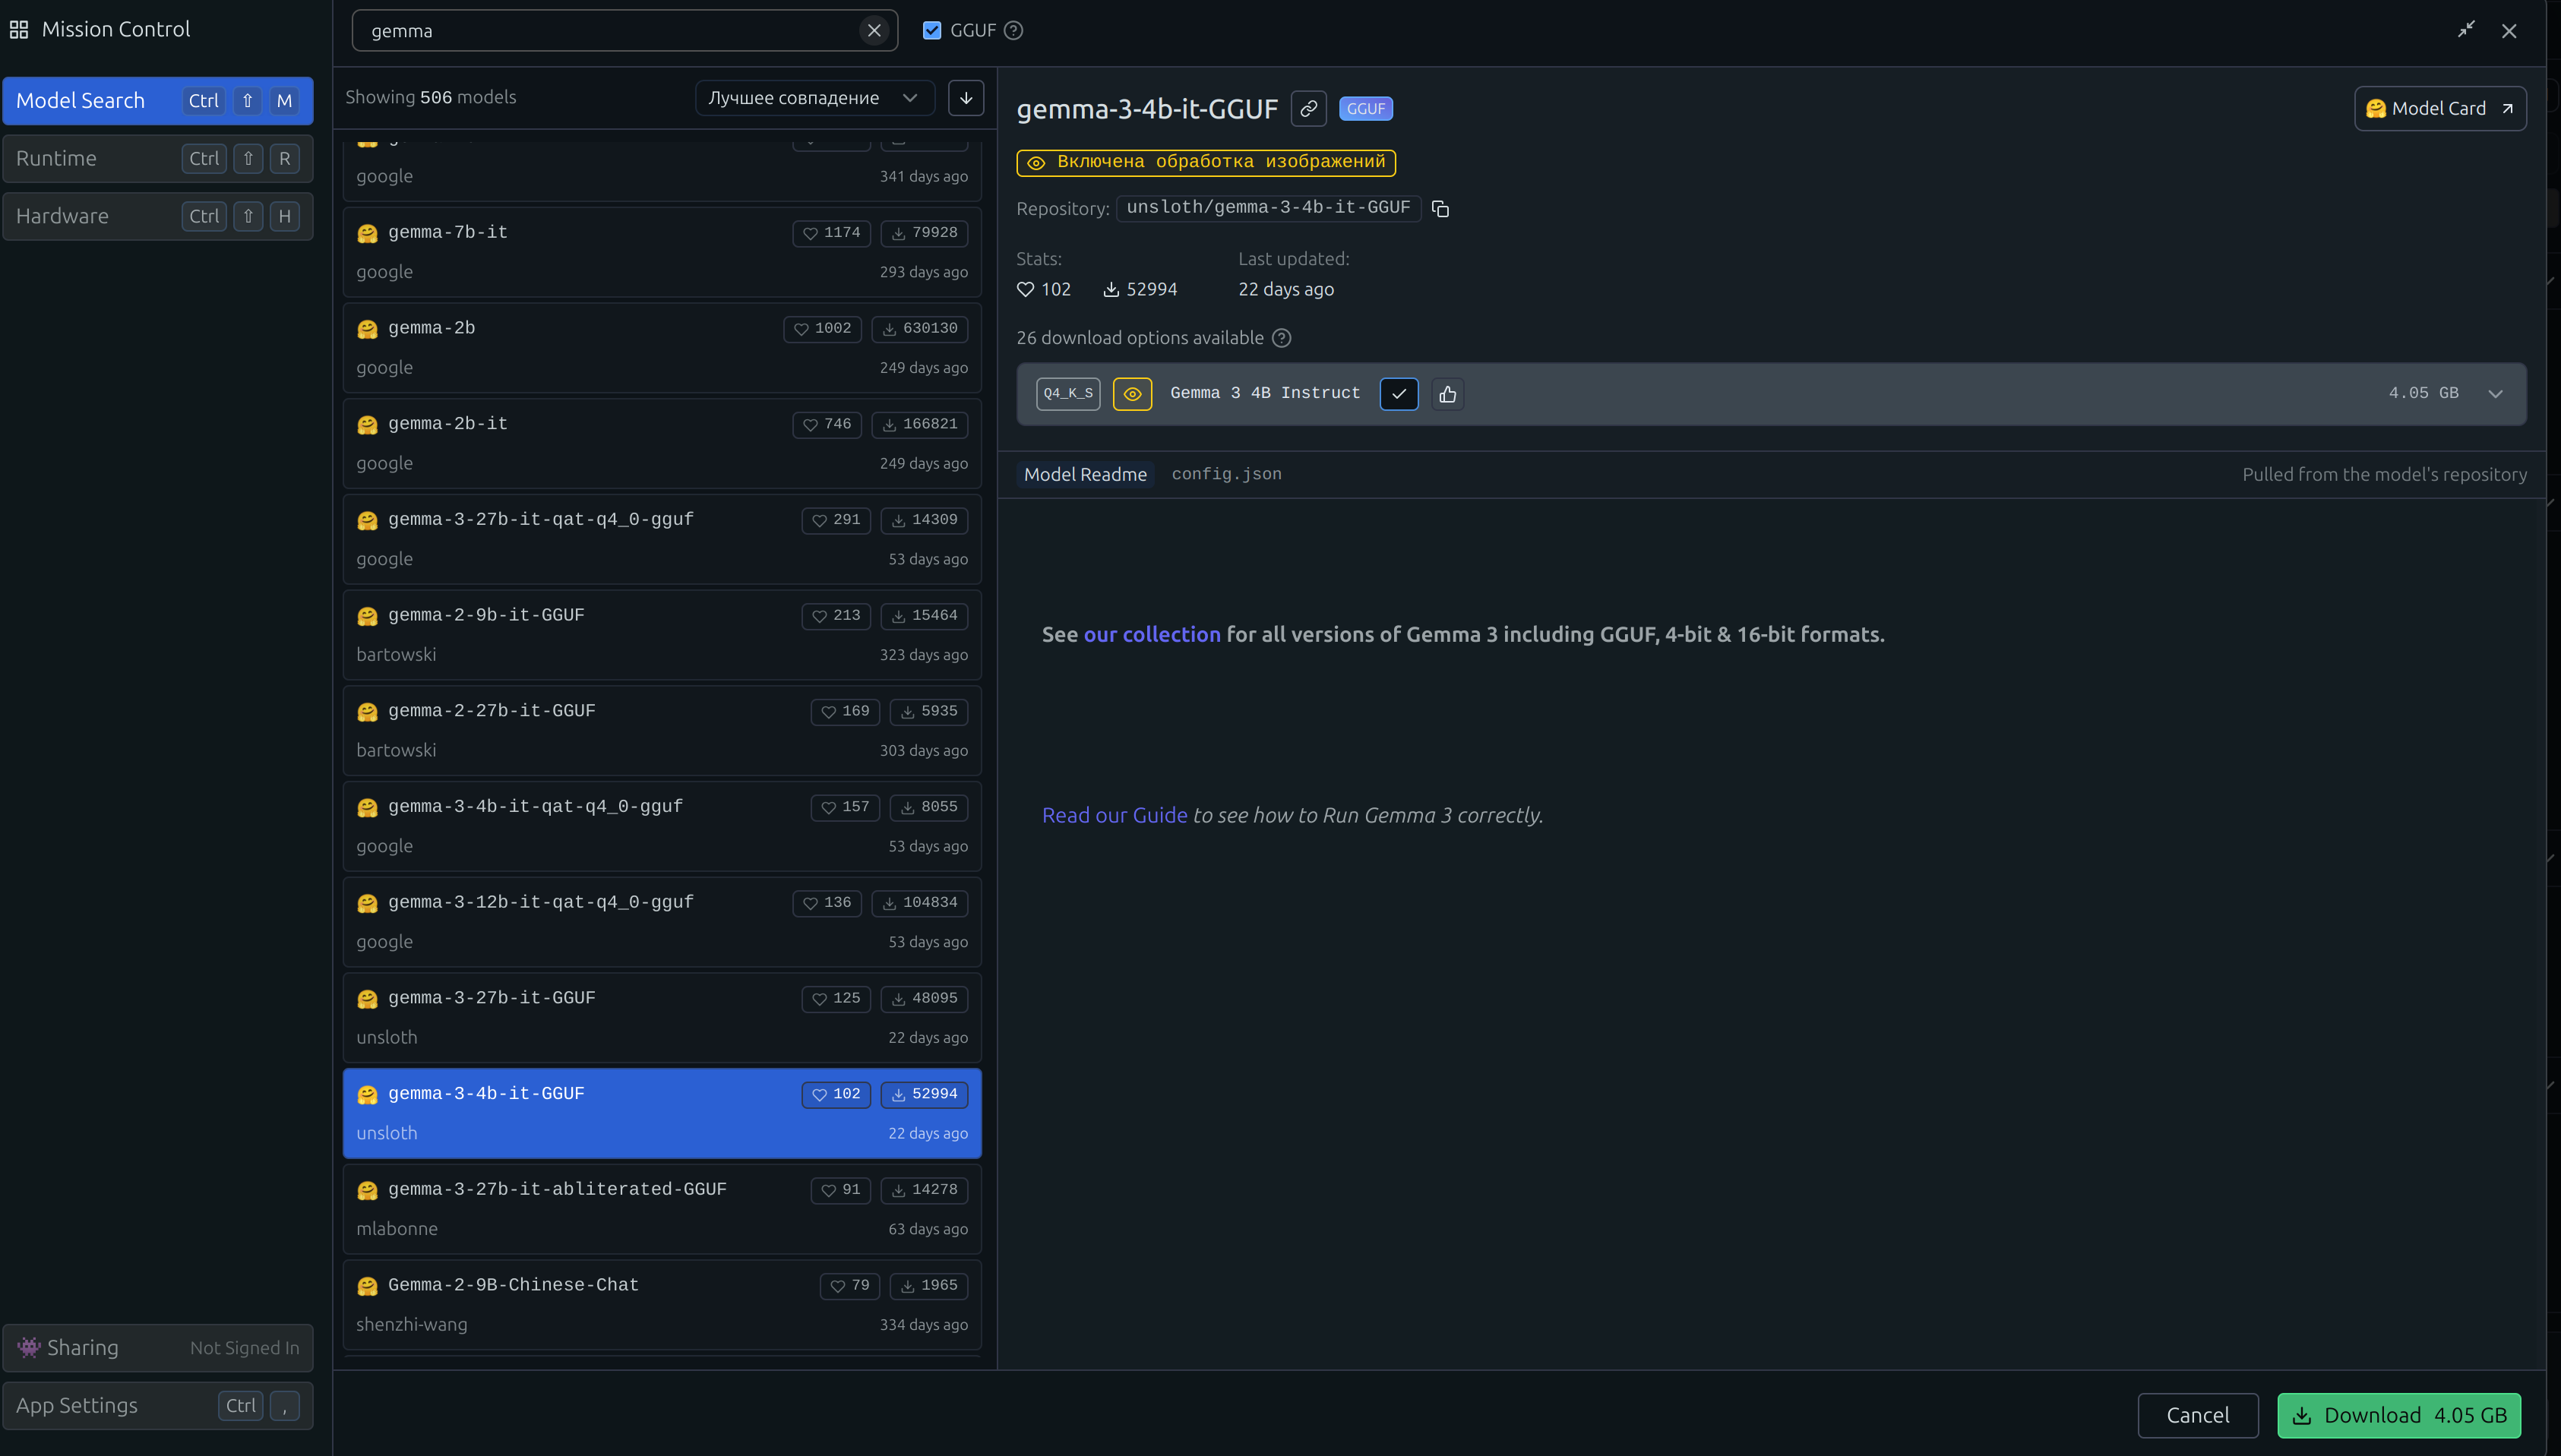 Mission Control
Model Search Ctrl ⇧ M
Runtime Ctrl ⇧ R
Hardware Ctrl ⇧ H
Sharing Not Signed In
App Settings Ctrl ,
gemma
GGUF
Showing 506 models
Лучшее совпадение
google
341 days ago
gemma-7b-it 1174 79928
google 293 days ago
gemma-2b 1002 630130
google 249 days ago
gemma-2b-it 746 166821
google 249 days ago
gemma-3-27b-it-qat-q4_0-gguf 291 14309
google 53 days ago
gemma-2-9b-it-GGUF 213 15464
bartowski 323 days ago
gemma-2-27b-it-GGUF 169 5935
bartowski 303 days ago
gemma-3-4b-it-qat-q4_0-gguf 157 8055
google 53 days ago
gemma-3-12b-it-qat-q4_0-gguf 136 104834
google 53 days ago
gemma-3-27b-it-GGUF 125 48095
unsloth 22 days ago
gemma-3-4b-it-GGUF 102 52994
unsloth 22 days ago
gemma-3-27b-it-abliterated-GGUF 91 14278
mlabonne 63 days ago
Gemma-2-9B-Chinese-Chat 79 1965
shenzhi-wang 334 days ago
gemma-3-4b-it-GGUF GGUF
Model Card
Включена обработка изображений
Repository: unsloth/gemma-3-4b-it-GGUF
Stats: Last updated:
102 52994 22 days ago
26 download options available
Q4_K_S Gemma 3 4B Instruct 4.05 GB
Model Readme config.json Pulled from the model's repository
See our collection for all versions of Gemma 3 including GGUF, 4-bit & 16-bit formats.
Read our Guide to see how to Run Gemma 3 correctly.
Cancel Download 4.05 GB